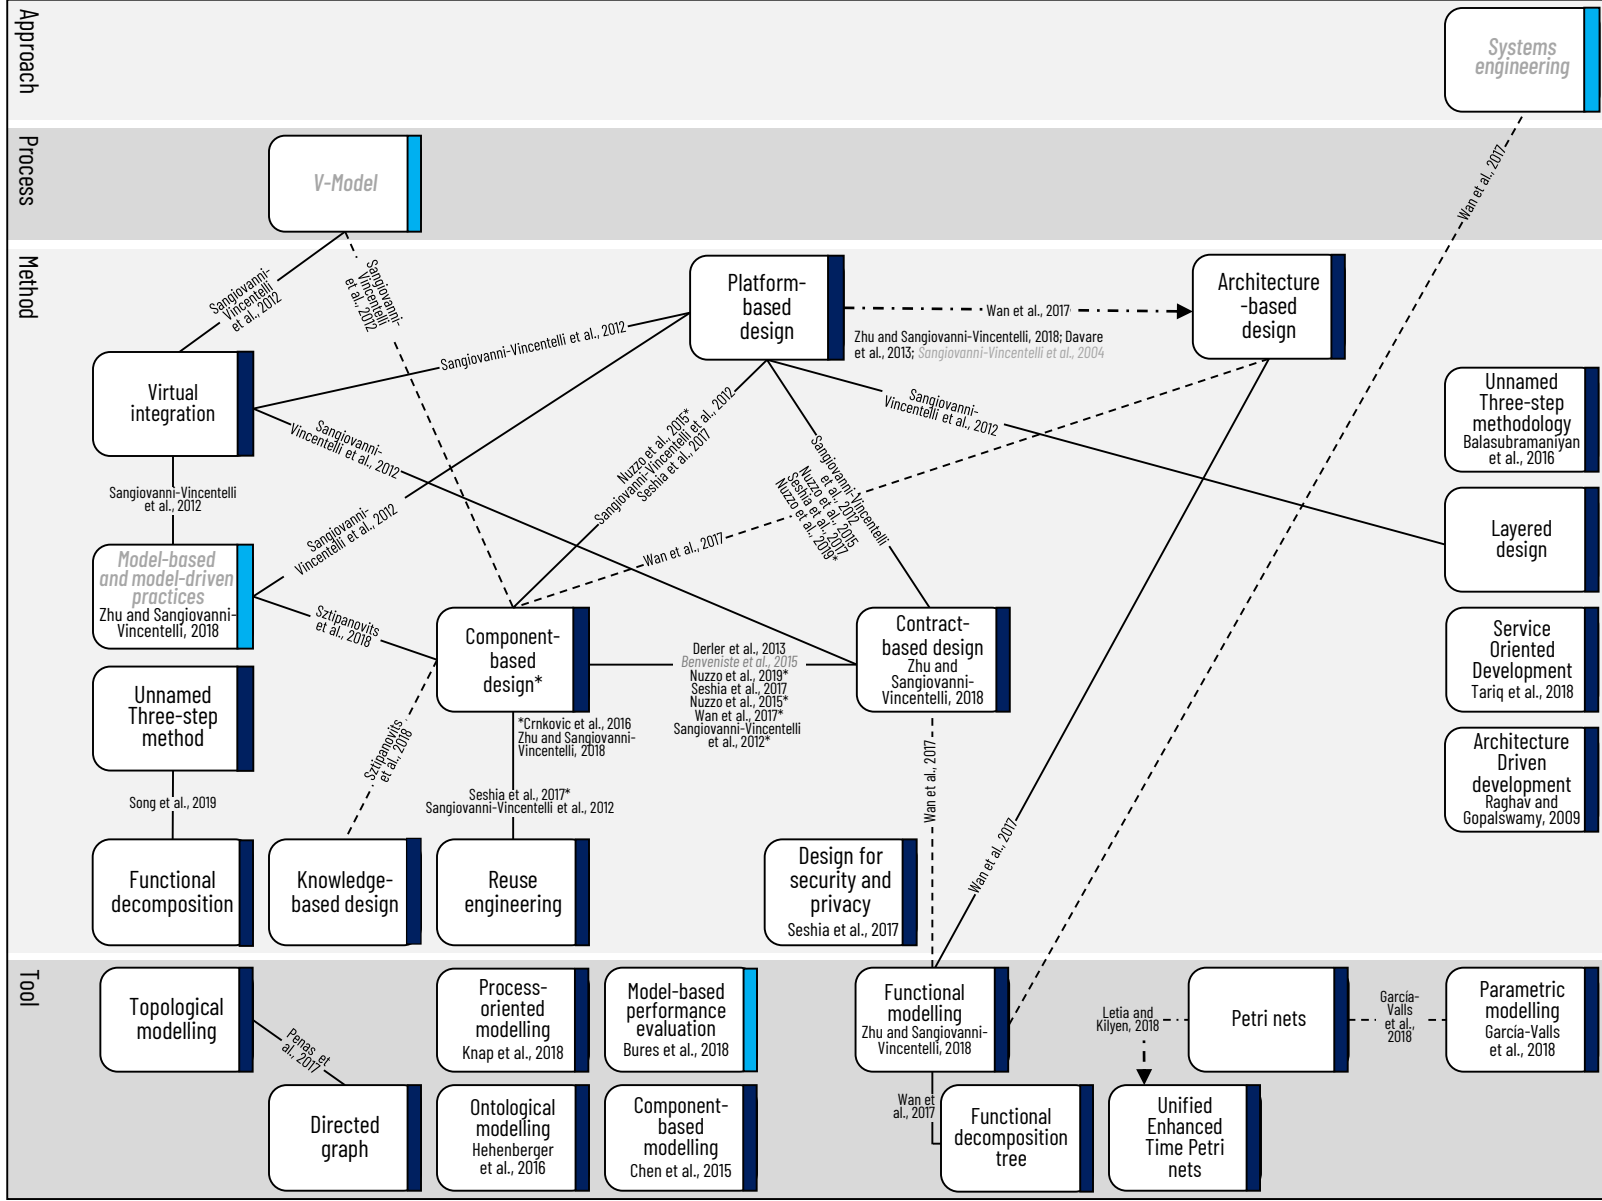 Approach
Systems
engineering
Process
V-Model
Wan et al., 2017
Method
Sangiovanni-
Vincentelli
et al., 2012
Sangiovanni-
Vincentelli
et al., 2012
Platform-
based
design
Wan et al., 2017
Zhu and Sangiovanni-Vincentelli, 2018; Davare
et al., 2013; Sangiovanni-Vincentelli et al., 2004
Architecture
-based
design
Virtual
integration
Sangiovanni-Vincentelli et al., 2012
Sangiovanni-
Vincentelli et al., 2012
Nuzzo et al., 2015*
Sangiovanni-Vincentelli et al., 2012
Seshia et al., 2017
Sangiovanni-
Vincentelli et al., 2012
Unnamed
Three-step
methodology
Balasubramaniyan
et al., 2016
Sangiovanni-Vincentelli
et al., 2012
Sangiovanni-
Vincentelli et al., 2012
Sangiovanni-Vincentelli
et al., 2012
Nuzzo et al., 2015
Seshia et al., 2017
Nuzzo et al., 2019*
Wan et al., 2017
Layered
design
Model-based
and model-driven
practices
Zhu and Sangiovanni-
Vincentelli, 2018
Sztipanovits
et al., 2018
Component-
based
design*
Derler et al., 2013
Benveniste et al., 2015
Nuzzo et al., 2019*
Seshia et al., 2017
Nuzzo et al., 2015*
Wan et al., 2017*
Sangiovanni-Vincentelli
et al., 2012*
Contract-
based design
Zhu and
Sangiovanni-
Vincentelli, 2018
Service
Oriented
Development
Tariq et al., 2018
Unnamed
Three-step
method
Sztipanovits
et al., 2018
*Crnkovic et al., 2016
Zhu and Sangiovanni-
Vincentelli, 2018
Wan et al., 2017
Architecture
Driven
development
Raghav and
Gopalswamy, 2009
Song et al., 2019
Seshia et al., 2017*
Sangiovanni-Vincentelli et al., 2012
Wan et al., 2017
Functional
decomposition
Knowledge-
based design
Reuse
engineering
Design for
security and
privacy
Seshia et al., 2017
Tool
Topological
modelling
Penas, et
al., 2017
Process-
oriented
modelling
Knap et al., 2018
Model-based
performance
evaluation
Bures et al., 2018
Functional
modelling
Zhu and Sangiovanni-
Vincentelli, 2018
Letia and
Kilyen, 2018
Petri nets
García-
Valls
et al.,
2018
Parametric
modelling
García-Valls
et al., 2018
Directed
graph
Ontological
modelling
Hehenberger
et al., 2016
Component-
based
modelling
Chen et al., 2015
Wan et
al., 2017
Functional
decomposition
tree
Unified
Enhanced
Time Petri
nets